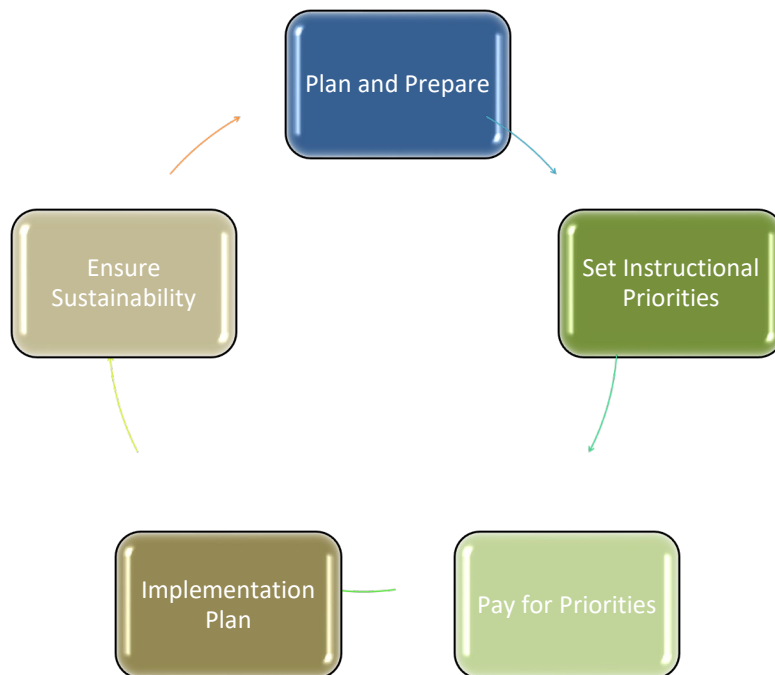 Plan and Prepare
Set Instructional
Priorities
Pay for Priorities
Implementation
Plan
Ensure
Sustainability